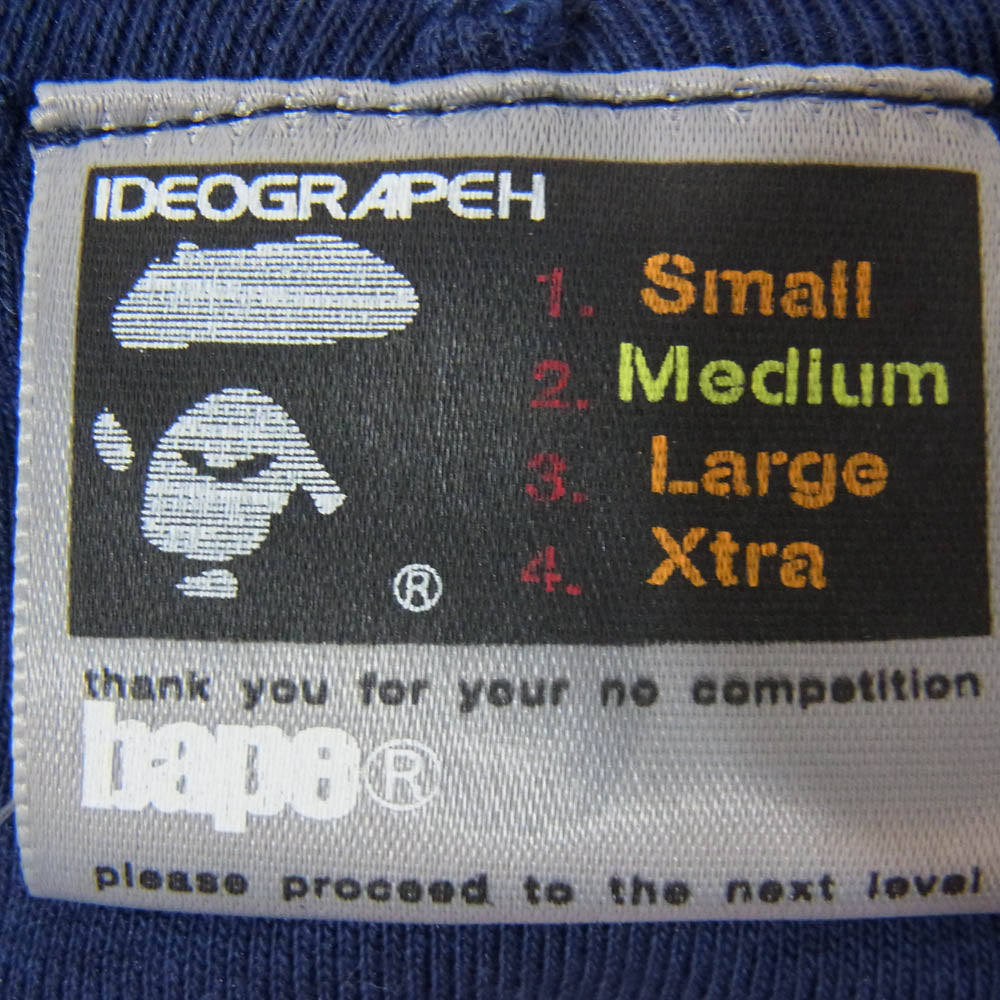 IDEOGRAPEH
1. Small
2. Medium
3. Large
4. Xtra
®
thank you for your no competition
bape®
please proceed to the next level